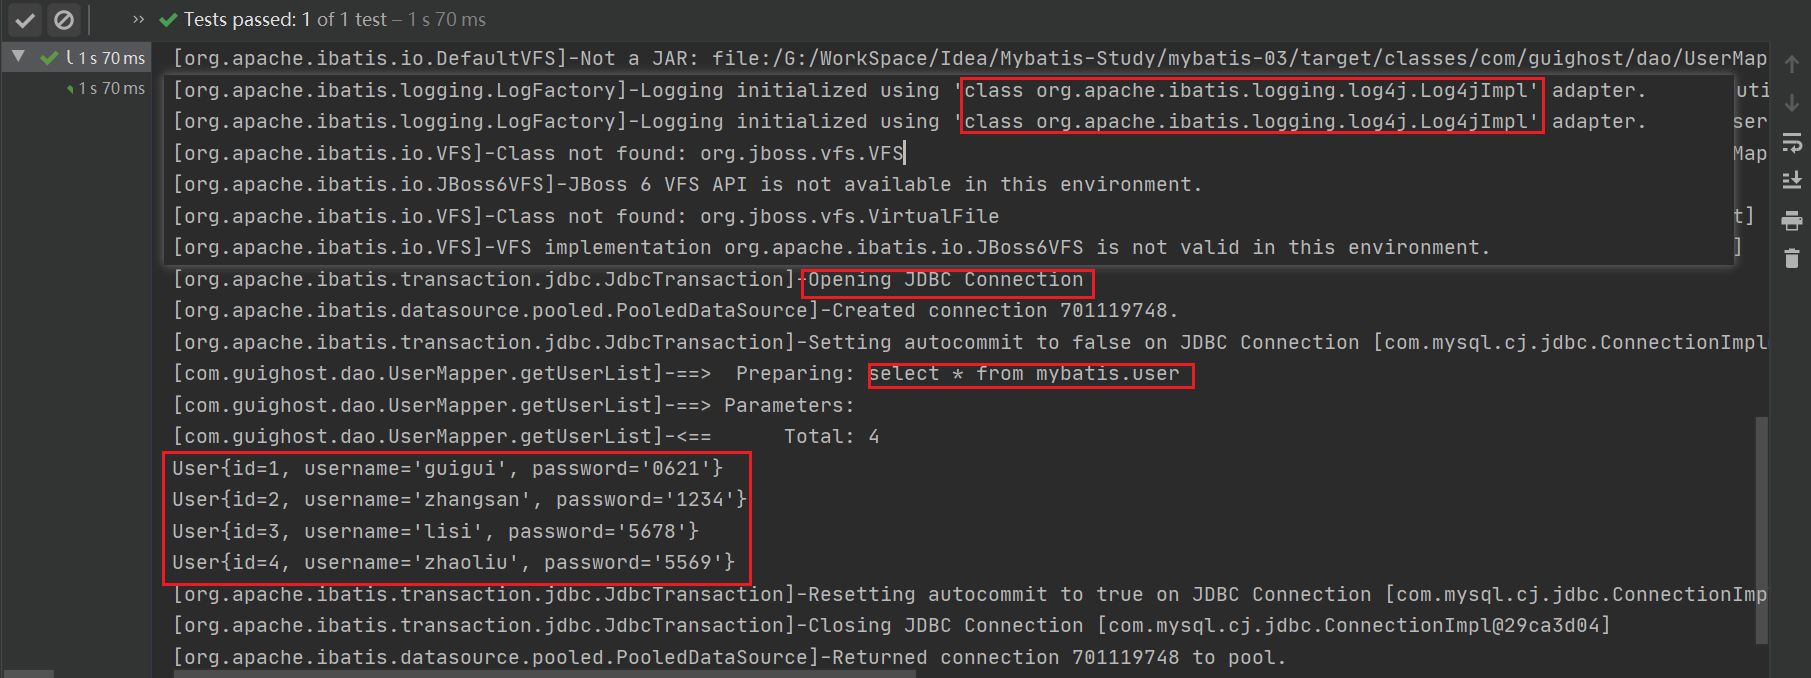 ›› Tests passed: 1 of 1 test – 1 s 70 ms
1 s 70 ms
1 s 70 ms
[org.apache.ibatis.io.DefaultVFS]-Not a JAR: file:/G:/WorkSpace/Idea/Mybatis-Study/mybatis-03/target/classes/com/guighost/dao/UserMap
[org.apache.ibatis.logging.LogFactory]-Logging initialized using 'class org.apache.ibatis.logging.log4j.Log4jImpl' adapter. uti
[org.apache.ibatis.logging.LogFactory]-Logging initialized using 'class org.apache.ibatis.logging.log4j.Log4jImpl' adapter. ser
[org.apache.ibatis.io.VFS]-Class not found: org.jboss.vfs.VFS Map
[org.apache.ibatis.io.JBoss6VFS]-JBoss 6 VFS API is not available in this environment.
[org.apache.ibatis.io.VFS]-Class not found: org.jboss.vfs.VirtualFile t]
[org.apache.ibatis.io.VFS]-VFS implementation org.apache.ibatis.io.JBoss6VFS is not valid in this environment. ]
[org.apache.ibatis.transaction.jdbc.JdbcTransaction]-Opening JDBC Connection
[org.apache.ibatis.datasource.pooled.PooledDataSource]-Created connection 701119748.
[org.apache.ibatis.transaction.jdbc.JdbcTransaction]-Setting autocommit to false on JDBC Connection [com.mysql.cj.jdbc.ConnectionImpl
[com.guighost.dao.UserMapper.getUserList]-==>  Preparing: select * from mybatis.user
[com.guighost.dao.UserMapper.getUserList]-==> Parameters:
[com.guighost.dao.UserMapper.getUserList]-<==      Total: 4
User{id=1, username='guigui', password='0621'}
User{id=2, username='zhangsan', password='1234'}
User{id=3, username='lisi', password='5678'}
User{id=4, username='zhaoliu', password='5569'}
[org.apache.ibatis.transaction.jdbc.JdbcTransaction]-Resetting autocommit to true on JDBC Connection [com.mysql.cj.jdbc.ConnectionImp
[org.apache.ibatis.transaction.jdbc.JdbcTransaction]-Closing JDBC Connection [com.mysql.cj.jdbc.ConnectionImpl@29ca3d04]
[org.apache.ibatis.datasource.pooled.PooledDataSource]-Returned connection 701119748 to pool.